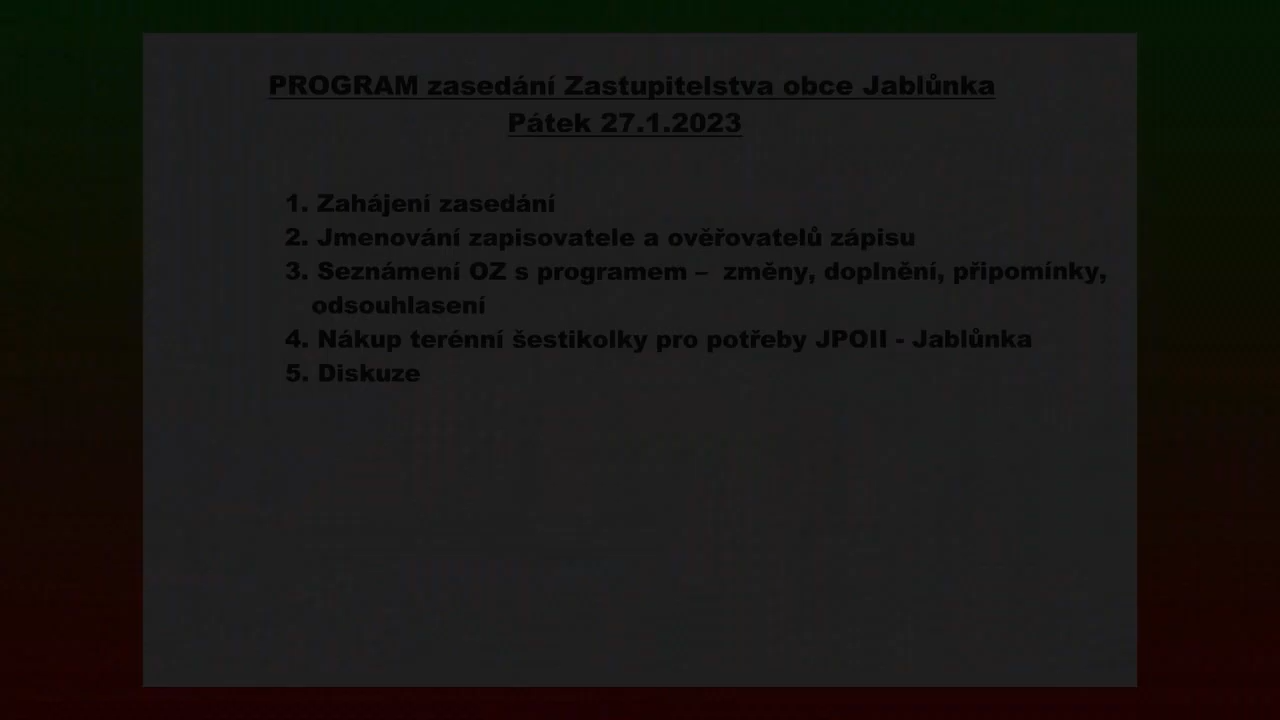 PROGRAM zasedání Zastupitelstva obce Jablůnka
Pátek 27.1.2023
1. Zahájení zasedání
2. Jmenování zapisovatele a ověřovatelů zápisu
3. Seznámení OZ s programem –  změny, doplnění, připomínky,
odsouhlasení
4. Nákup terénní šestikolky pro potřeby JPOII - Jablůnka
5. Diskuze